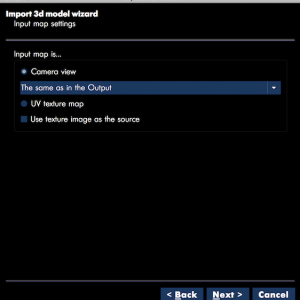 Import 3d model wizard
Input map settings
Input map is...
Camera view
The same as in the Output
UV texture map
Use texture image as the source
< Back Next > Cancel